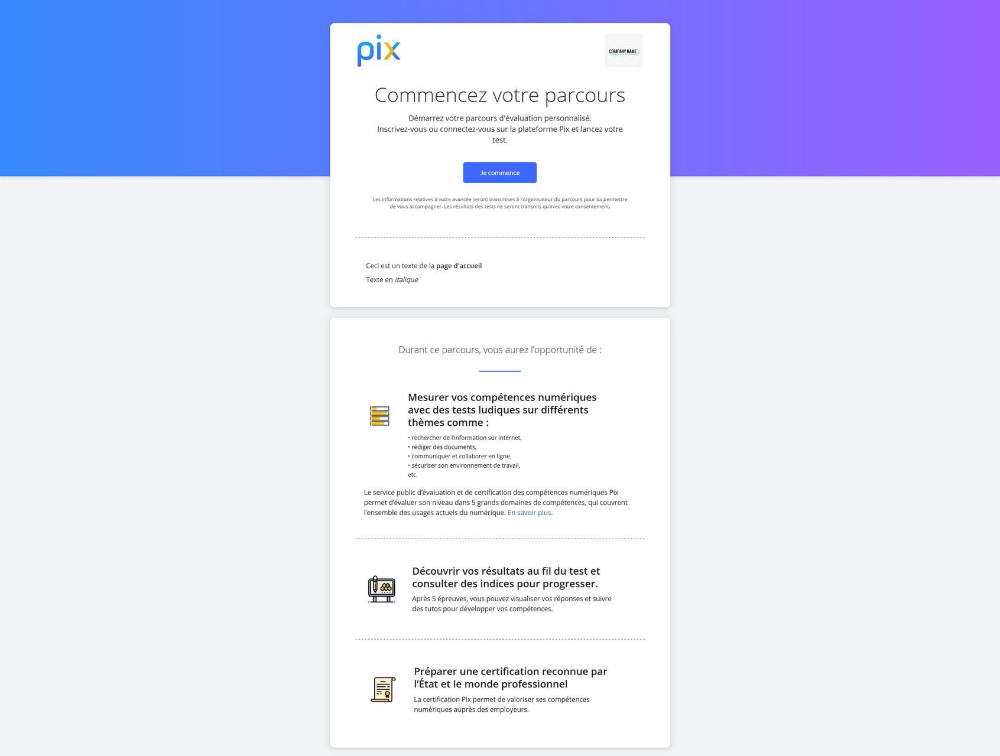 pix
COMPANY NAME
Commencez votre parcours
Démarrez votre parcours d'évaluation personnalisé.
Inscrivez-vous ou connectez-vous sur la plateforme Pix et lancez votre
test.
Je commence
Les informations relatives à votre avancée seront transmises à l'organisateur du parcours pour lui permettre
de vous accompagner. Les résultats des tests ne seront transmis qu’avec votre consentement.
Ceci est un texte de la page d'accueil
Texte en italique
Durant ce parcours, vous aurez l’opportunité de :
Mesurer vos compétences numériques
avec des tests ludiques sur différents
thèmes comme :
• rechercher de l’information sur internet,
• rédiger des documents,
• communiquer et collaborer en ligne,
• sécuriser son environnement de travail,
etc.
Le service public d’évaluation et de certification des compétences numériques Pix
permet d’évaluer son niveau dans 5 grands domaines de compétences, qui couvrent
l’ensemble des usages actuels du numérique. En savoir plus.
Découvrir vos résultats au fil du test et
consulter des indices pour progresser.
Après 5 épreuves, vous pouvez visualiser vos réponses et suivre
des tutos pour développer vos compétences.
Préparer une certification reconnue par
l’État et le monde professionnel
La certification Pix permet de valoriser ses compétences
numériques auprès des employeurs.